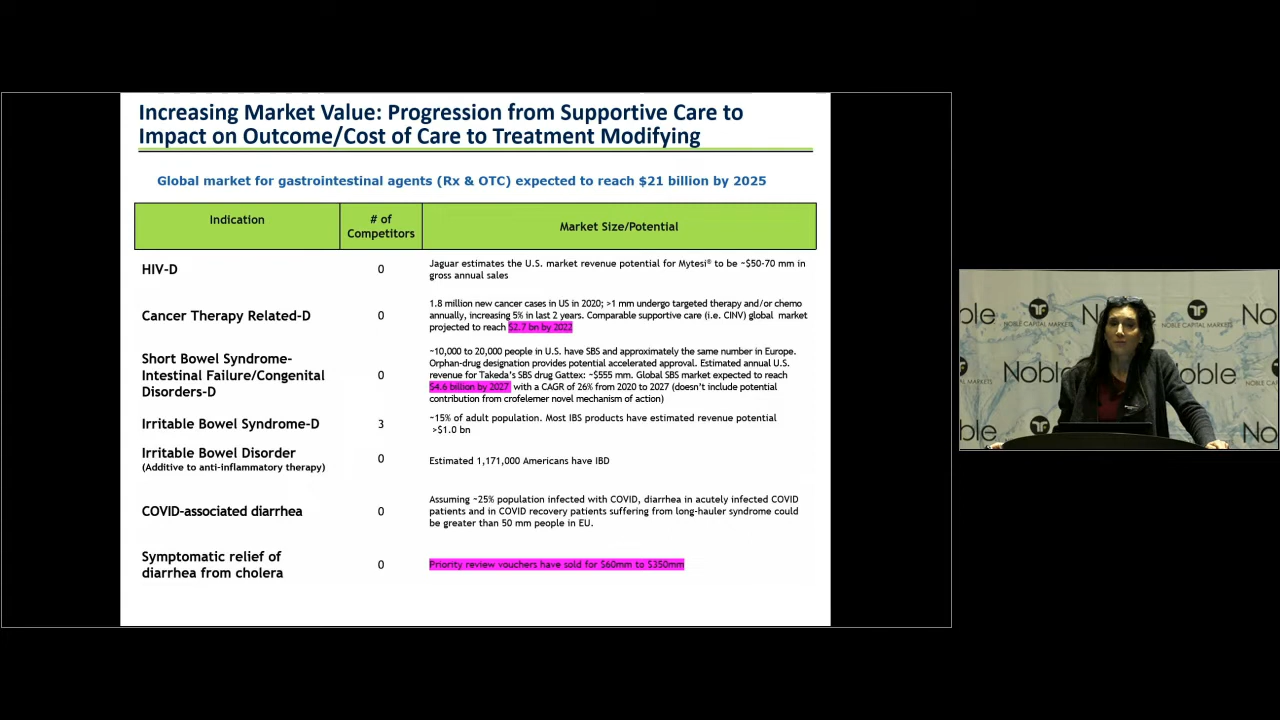 Increasing Market Value: Progression from Supportive Care to
Impact on Outcome/Cost of Care to Treatment Modifying
Global market for gastrointestinal agents (Rx & OTC) expected to reach $21 billion by 2025
Indication
# of
Competitors
Market Size/Potential
HIV-D
0
Jaguar estimates the U.S. market revenue potential for Mytesi® to be ~$50-70 mm in
gross annual sales
Cancer Therapy Related-D
0
1.8 million new cancer cases in US in 2020; >1 mm undergo targeted therapy and/or chemo
annually, increasing 5% in last 2 years. Comparable supportive care (i.e. CINV) global market
projected to reach $2.7 bn by 2022
Short Bowel Syndrome-
Intestinal Failure/Congenital
Disorders-D
0
~10,000 to 20,000 people in U.S. have SBS and approximately the same number in Europe.
Orphan-drug designation provides potential accelerated approval. Estimated annual U.S.
revenue for Takeda's SBS drug Gattex: ~$555 mm. Global SBS market expected to reach
$4.6 billion by 2027 with a CAGR of 26% from 2020 to 2027 (doesn't include potential
contribution from crofelemer novel mechanism of action)
Irritable Bowel Syndrome-D
3
~15% of adult population. Most IBS products have estimated revenue potential
>$1.0 bn
Irritable Bowel Disorder
(Additive to anti-inflammatory therapy)
0
Estimated 1,171,000 Americans have IBD
COVID-associated diarrhea
0
Assuming ~25% population infected with COVID, diarrhea in acutely infected COVID
patients and in COVID recovery patients suffering from long-hauler syndrome could
be greater than 50 mm people in EU.
Symptomatic relief of
diarrhea from cholera
0
Priority review vouchers have sold for $60mm to $350mm
ble
NOBLE CAPITAL MARKETS
NOBLE CAPITAL MARKETS
No
Noble
oble
ble
No